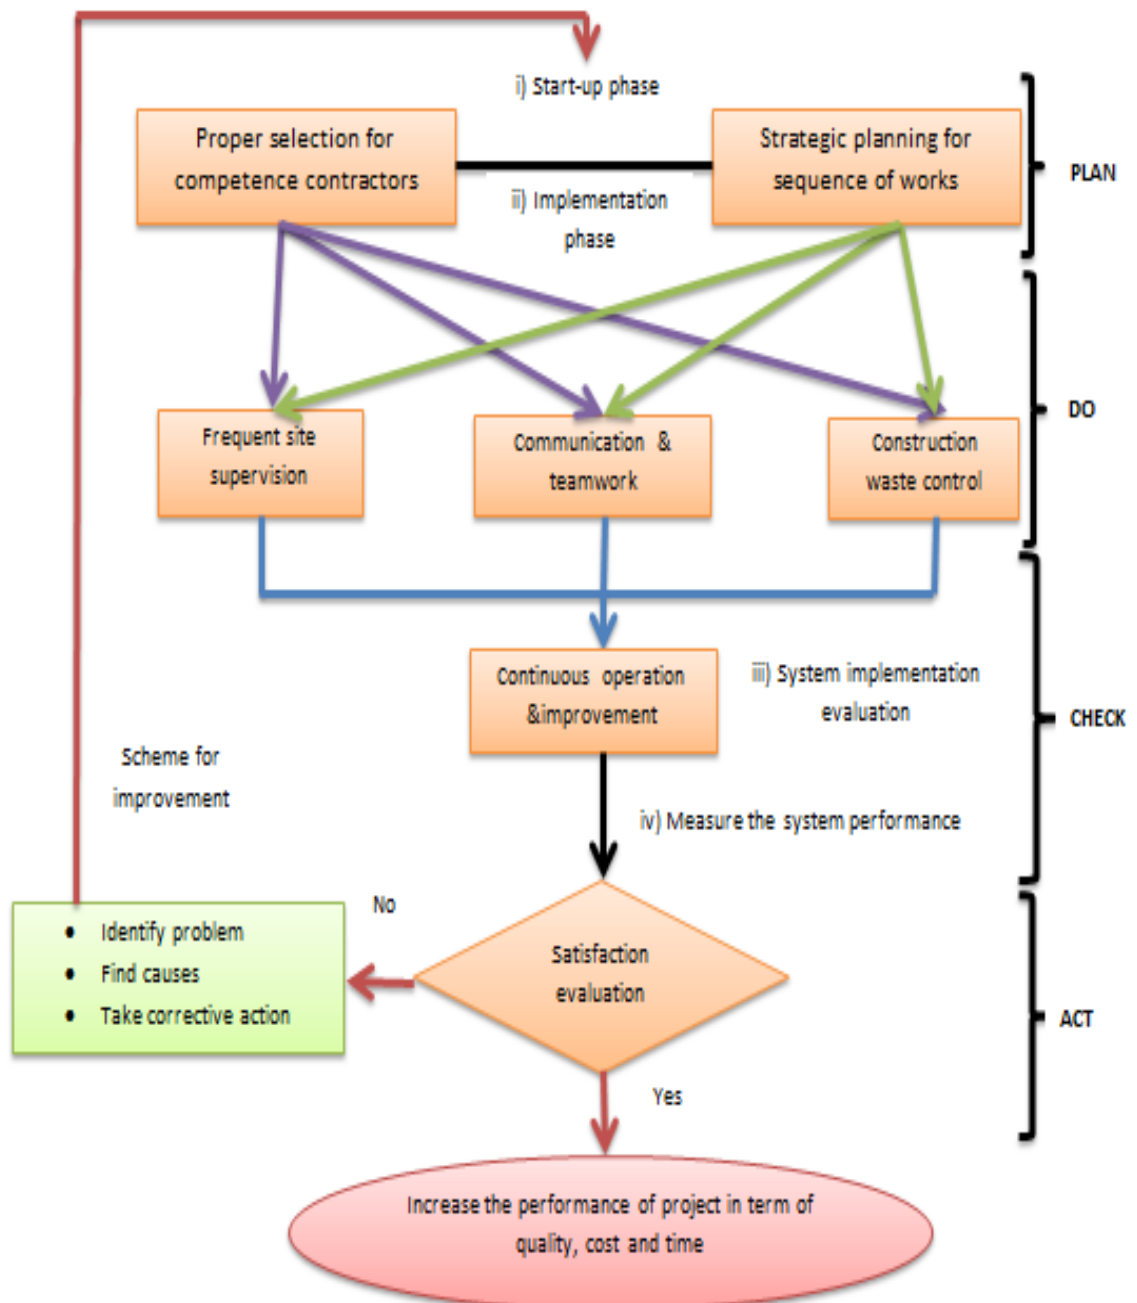 i) Start-up phase
Proper selection for
competence contractors
Strategic planning for
sequence of works
PLAN
ii) Implementation
phase
DO
Frequent site
supervision
Communication &
teamwork
Construction
waste control
Continuous operation
&improvement
iii) System implementation
evaluation
CHECK
Scheme for
improvement
iv) Measure the system performance
No
• Identify problem
• Find causes
• Take corrective action
Satisfaction
evaluation
ACT
Yes
Increase the performance of project in term of
quality, cost and time